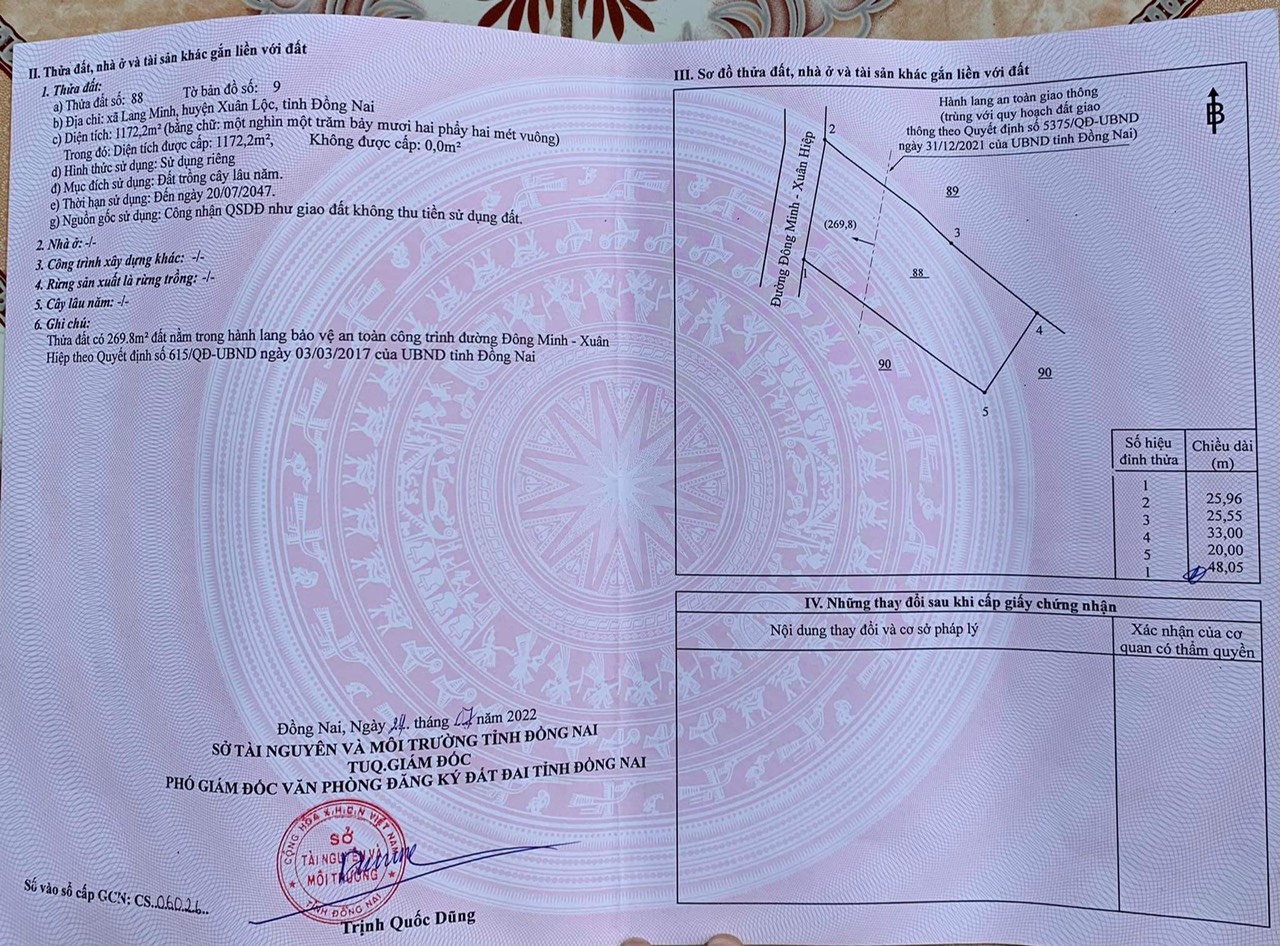 II. Thửa đất, nhà ở và tài sản khác gắn liền với đất
1. Thửa đất:
a) Thửa đất số: 88 Tờ bản đồ số: 9
b) Địa chỉ: xã Lang Minh, huyện Xuân Lộc, tỉnh Đồng Nai
c) Diện tích: 1172,2m² (bằng chữ: một nghìn một trăm bảy mươi hai phẩy hai mét vuông)
Trong đó: Diện tích được cấp: 1172,2m², Không được cấp: 0,0m²
d) Hình thức sử dụng: Sử dụng riêng
đ) Mục đích sử dụng: Đất trồng cây lâu năm.
e) Thời hạn sử dụng: Đến ngày 20/07/2047.
g) Nguồn gốc sử dụng: Công nhận QSDĐ như giao đất không thu tiền sử dụng đất.
2. Nhà ở: -/-
3. Công trình xây dựng khác: -/-
4. Rừng sản xuất là rừng trồng: -/-
5. Cây lâu năm: -/-
6. Ghi chú:
Thửa đất có 269.8m² đất nằm trong hành lang bảo vệ an toàn công trình đường Đông Minh - Xuân
Hiệp theo Quyết định số 615/QĐ-UBND ngày 03/03/2017 của UBND tỉnh Đồng Nai
Đồng Nai, Ngày 24 tháng 07 năm 2022
SỞ TÀI NGUYÊN VÀ MÔI TRƯỜNG TỈNH ĐỒNG NAI
TUQ.GIÁM ĐỐC
PHÓ GIÁM ĐỐC VĂN PHÒNG ĐĂNG KÝ ĐẤT ĐAI TỈNH ĐỒNG NAI
CỘNG HÒA X.H.C.N VIỆT NAM
SỞ
TÀI NGUYÊN VÀ
MÔI TRƯỜNG
TỈNH ĐỒNG NAI
Trịnh Quốc Dũng
Số vào sổ cấp GCN: CS..06026..
III. Sơ đồ thửa đất, nhà ở và tài sản khác gắn liền với đất
Hành lang an toàn giao thông
(trùng với quy hoạch đất giao
thông theo Quyết định số 5375/QĐ-UBND
ngày 31/12/2021 của UBND tỉnh Đồng Nai)
B
Đường Đông Minh - Xuân Hiệp
2
89
(269,8)
3
1
88
4
90
90
5
Số hiệu đỉnh thửa Chiều dài (m)
1
2 25,96
3 25,55
4 33,00
5 20,00
1 48,05
IV. Những thay đổi sau khi cấp giấy chứng nhận
Nội dung thay đổi và cơ sở pháp lý
Xác nhận của cơ
quan có thẩm quyền